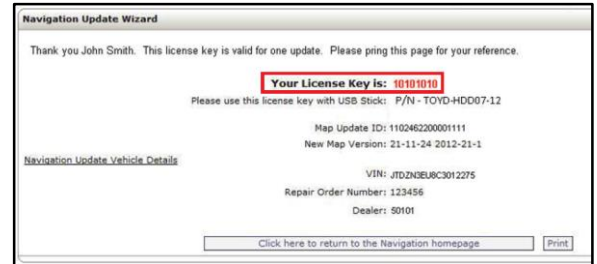 Navigation Update Wizard
Thank you John Smith. This license key is valid for one update. Please pring this page for your reference.
Your License Key is: 10101010
Please use this license key with USB Stick: P/N - TOYD-HDD07-12
Map Update ID: 1102462200001111
New Map Version: 21-11-24 2012-21-1
Navigation Update Vehicle Details
VIN: JTDZN3EU8C3012275
Repair Order Number: 123456
Dealer: 50101
Click here to return to the Navigation homepage Print